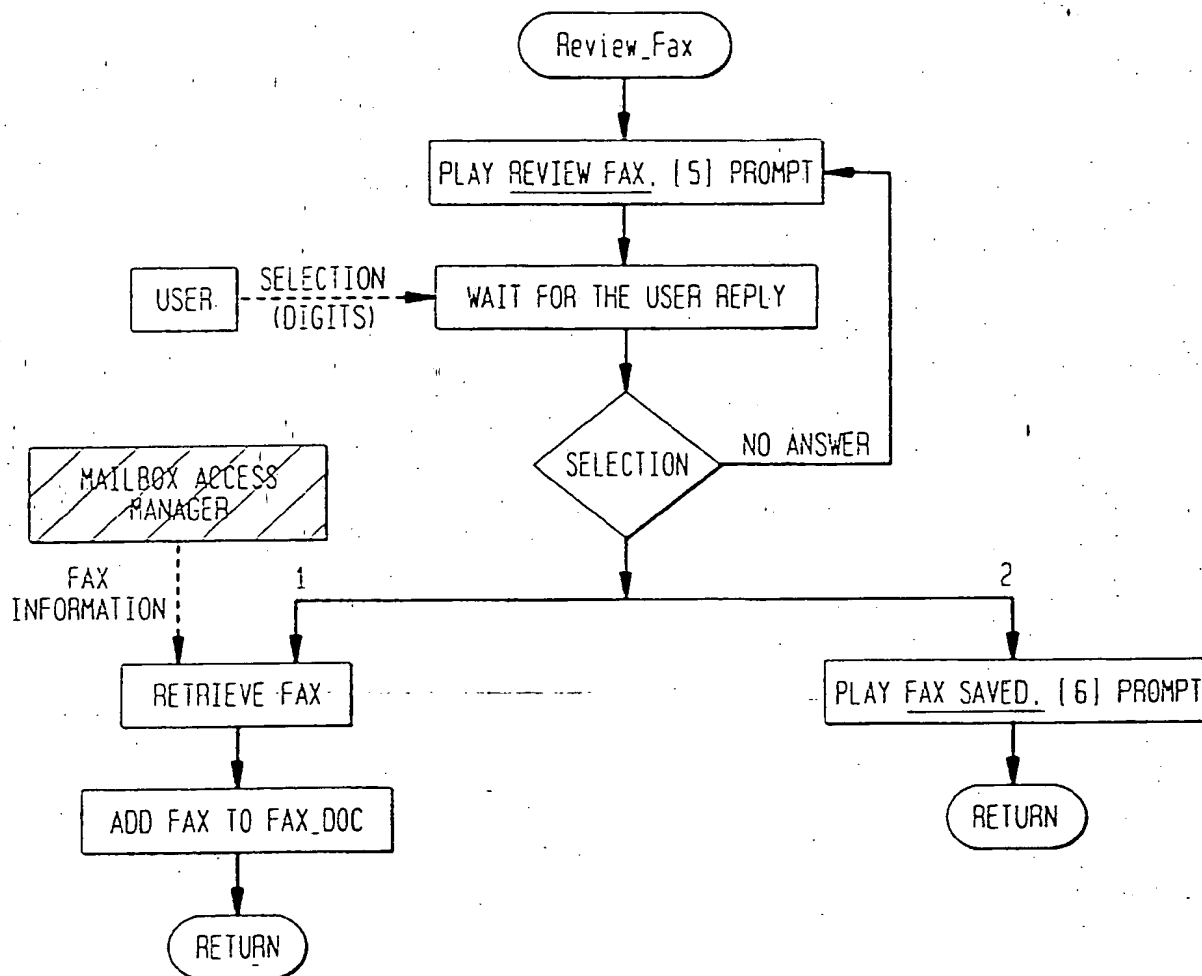 Review_Fax
PLAY REVIEW FAX. [5] PROMPT
USER
SELECTION
(DIGITS)
WAIT FOR THE USER REPLY
SELECTION
NO ANSWER
MAILBOX ACCESS
MANAGER
FAX
INFORMATION
1
2
RETRIEVE FAX
PLAY FAX SAVED. [6] PROMPT
ADD FAX TO FAX_DOC
RETURN
RETURN